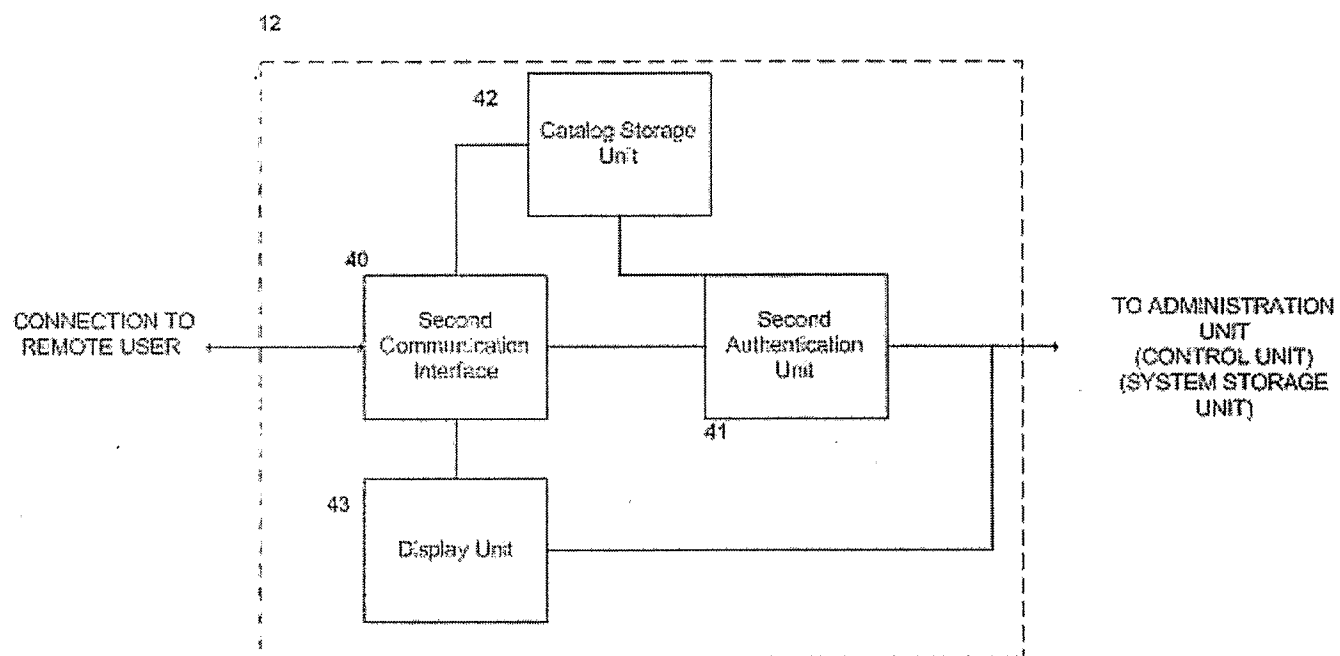 12
42
Catalog Storage
Unit
40
CONNECTION TO
REMOTE USER
Second
Communication
Interface
Second
Authentication
Unit
41
TO ADMINISTRATION
UNIT
(CONTROL UNIT)
(SYSTEM STORAGE
UNIT)
43
Display Unit